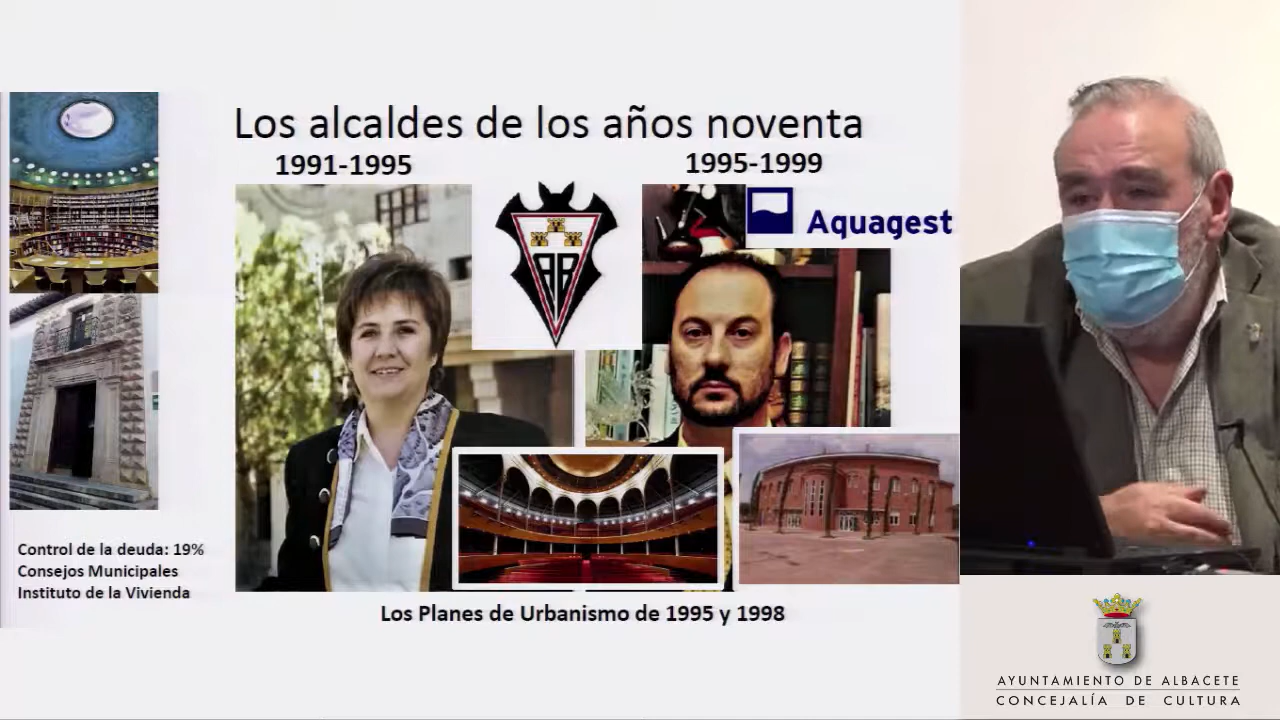 Los alcaldes de los años noventa
1991-1995
1995-1999
Aquagest
AB
Control de la deuda: 19%
Consejos Municipales
Instituto de la Vivienda
Los Planes de Urbanismo de 1995 y 1998
AYUNTAMIENTO DE ALBACETE
CONCEJALÍA DE CULTURA